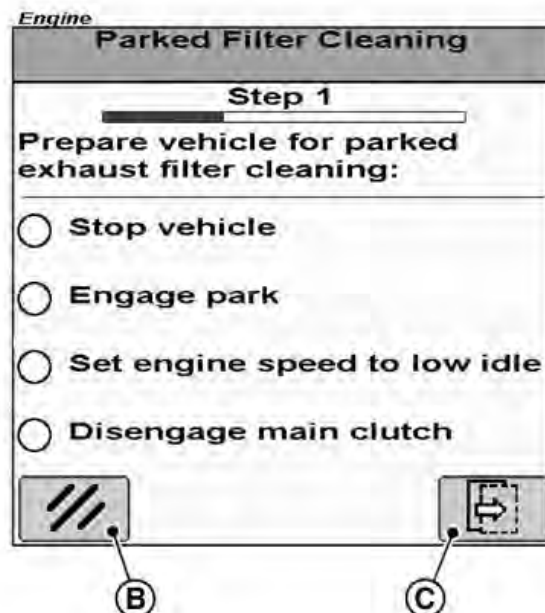 Engine
Parked Filter Cleaning
Step 1
Prepare vehicle for parked
exhaust filter cleaning:
Stop vehicle
Engage park
Set engine speed to low idle
Disengage main clutch
B
C